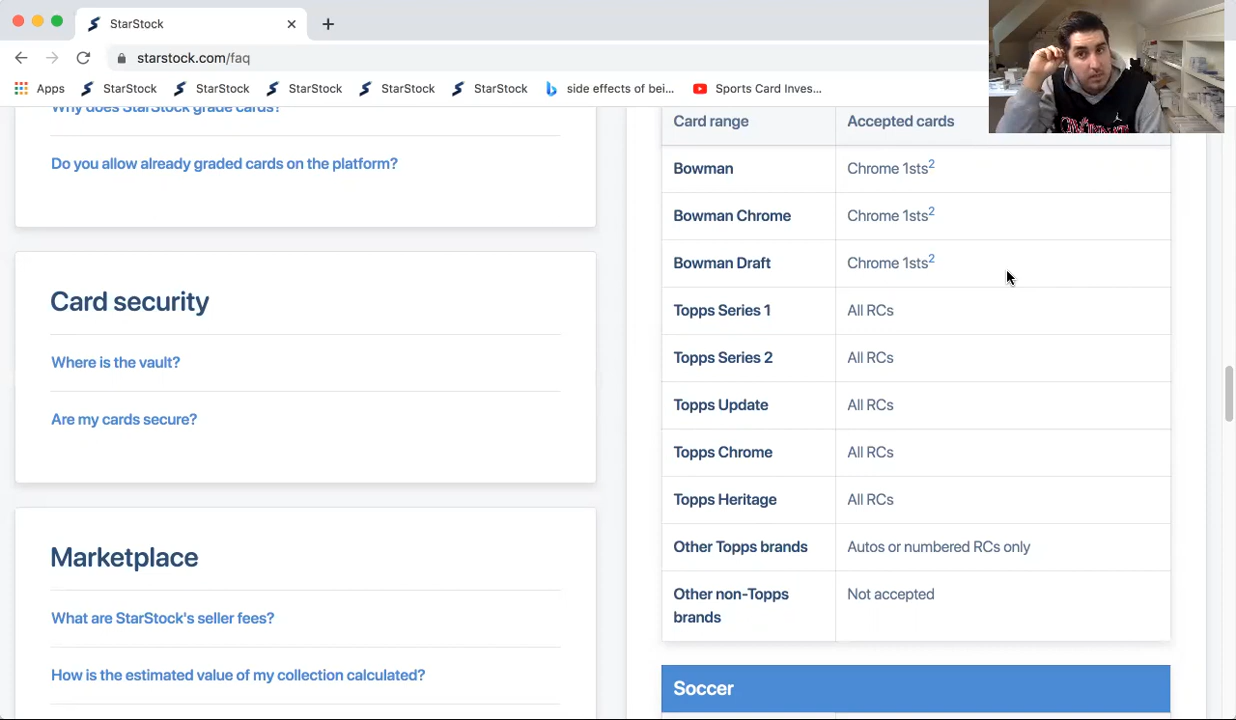 StarStock
starstock.com/faq
Apps StarStock StarStock StarStock StarStock StarStock side effects of bei... Sports Card Inves...
Why does StarStock grade cards?
Do you allow already graded cards on the platform?
Card security
Where is the vault?
Are my cards secure?
Marketplace
What are StarStock's seller fees?
How is the estimated value of my collection calculated?
Card range Accepted cards
Bowman Chrome 1sts2
Bowman Chrome Chrome 1sts2
Bowman Draft Chrome 1sts2
Topps Series 1 All RCs
Topps Series 2 All RCs
Topps Update All RCs
Topps Chrome All RCs
Topps Heritage All RCs
Other Topps brands Autos or numbered RCs only
Other non-Topps Not accepted
brands
Soccer